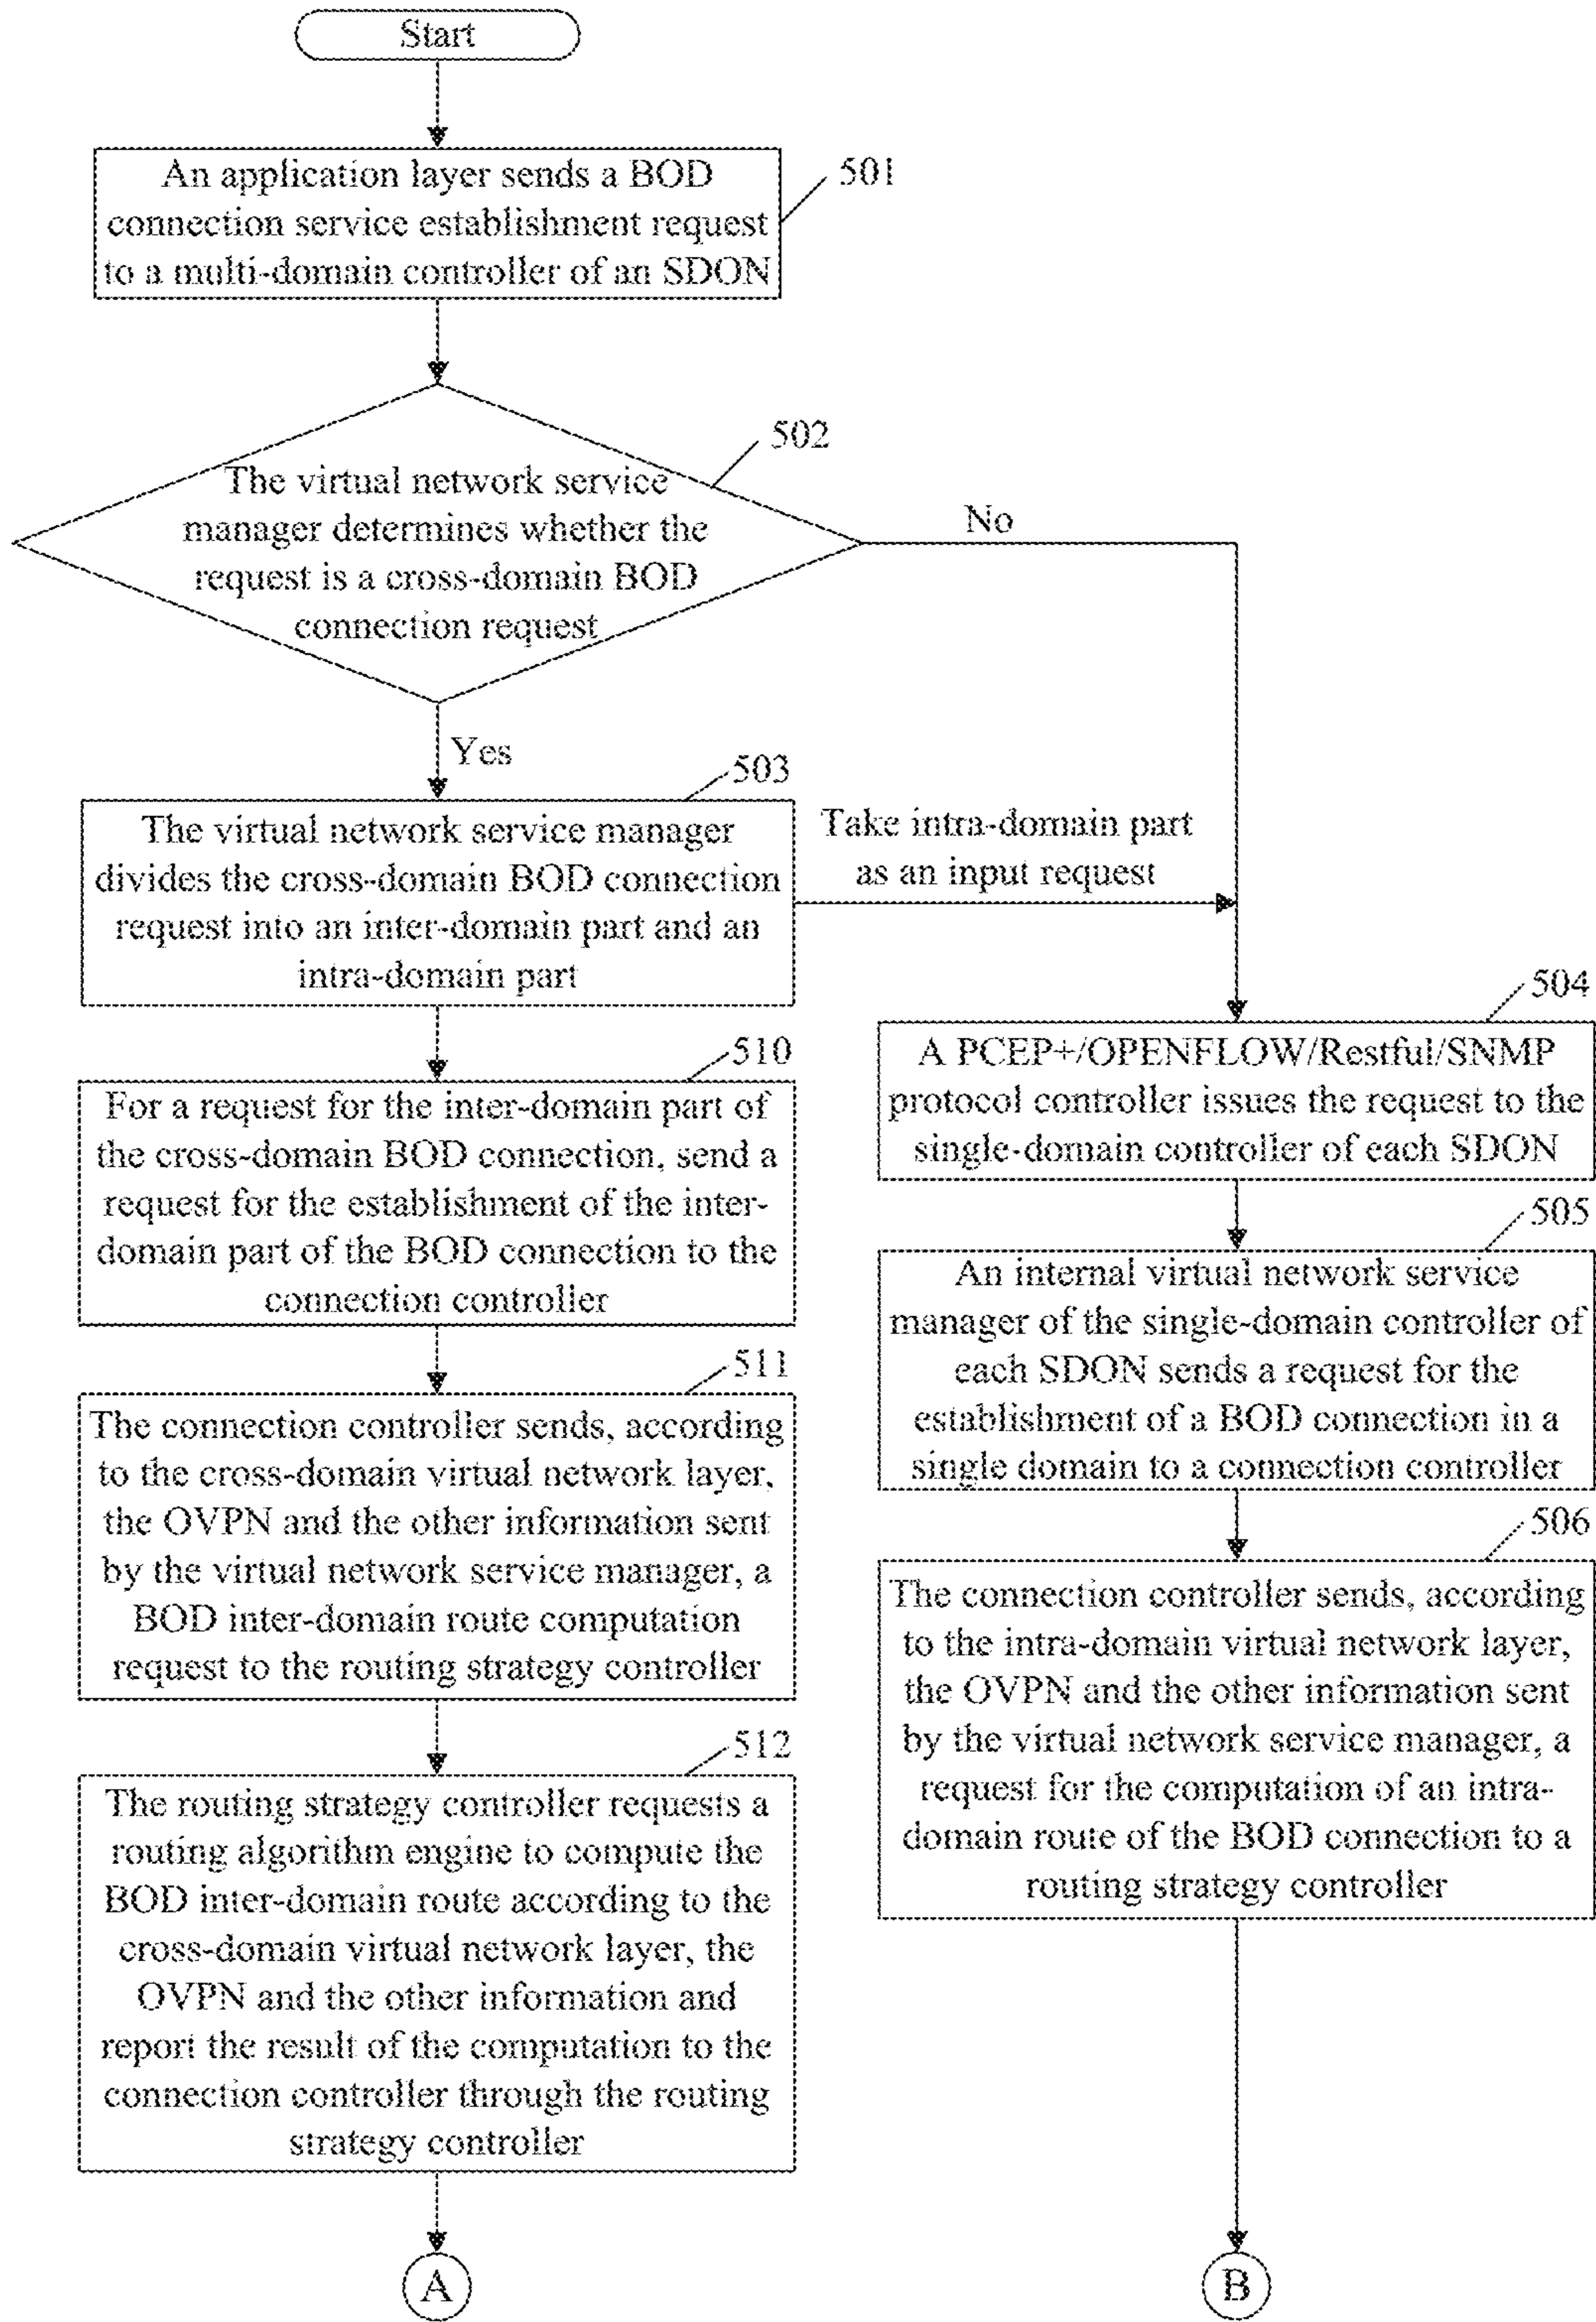 Start
An application layer sends a BOD
connection service establishment request
to a multi-domain controller of an SDON
501
502
The virtual network service
manager determines whether the
request is a cross-domain BOD
connection request
No
Yes
503
The virtual network service manager
divides the cross-domain BOD connection
request into an inter-domain part and an
intra-domain part
Take intra-domain part
as an input request
510
For a request for the inter-domain part of
the cross-domain BOD connection, send a
request for the establishment of the inter-
domain part of the BOD connection to the
connection controller
511
The connection controller sends, according
to the cross-domain virtual network layer,
the OVPN and the other information sent
by the virtual network service manager, a
BOD inter-domain route computation
request to the routing strategy controller
512
The routing strategy controller requests a
routing algorithm engine to compute the
BOD inter-domain route according to the
cross-domain virtual network layer, the
OVPN and the other information and
report the result of the computation to the
connection controller through the routing
strategy controller
A
504
A PCEP+/OPENFLOW/Restful/SNMP
protocol controller issues the request to the
single-domain controller of each SDON
505
An internal virtual network service
manager of the single-domain controller of
each SDON sends a request for the
establishment of a BOD connection in a
single domain to a connection controller
506
The connection controller sends, according
to the intra-domain virtual network layer,
the OVPN and the other information sent
by the virtual network service manager, a
request for the computation of an intra-
domain route of the BOD connection to a
routing strategy controller
B